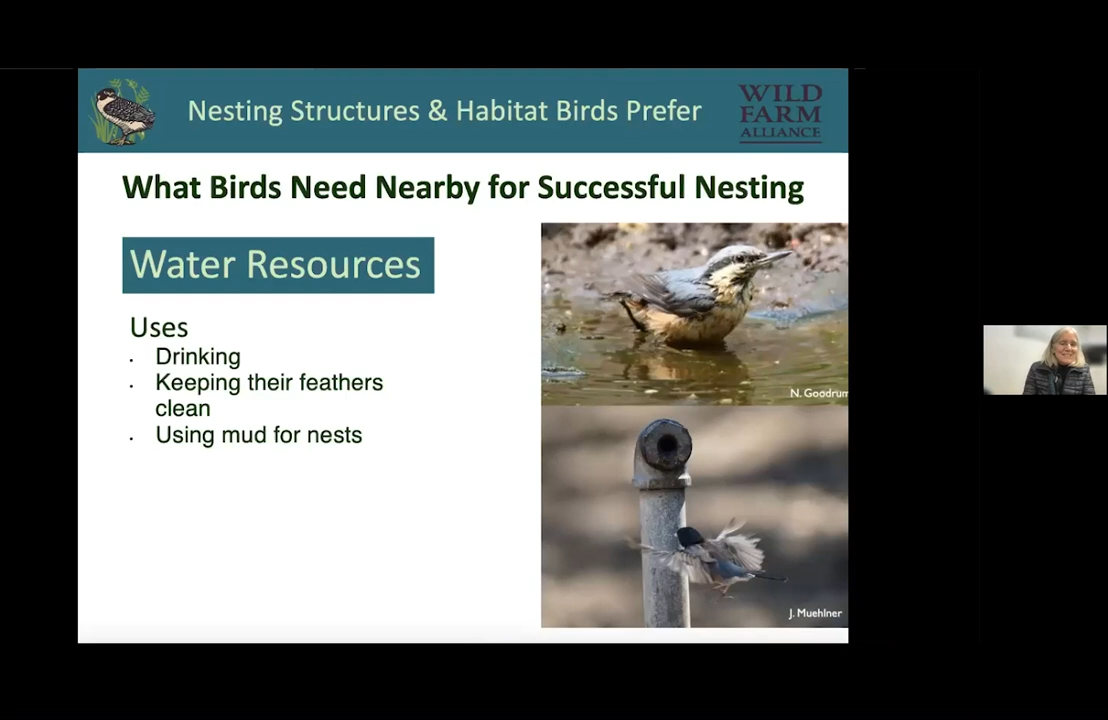 Nesting Structures & Habitat Birds Prefer
WILD
FARM
ALLIANCE
What Birds Need Nearby for Successful Nesting
Water Resources
Uses
· Drinking
· Keeping their feathers
clean
· Using mud for nests
N. Goodrum
J. Muehlner